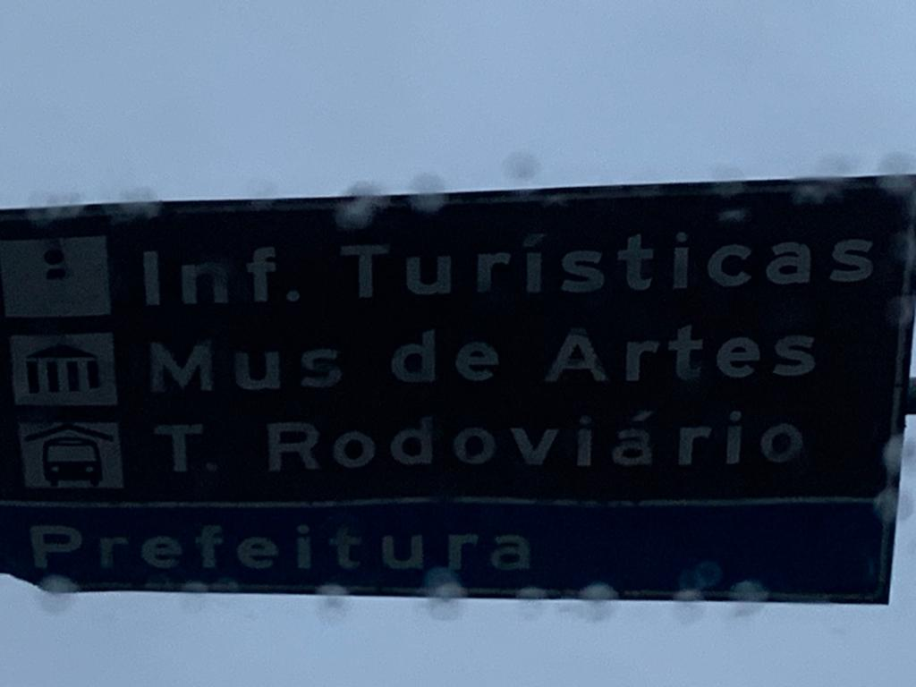 Inf. Turísticas
Mus de Artes
T. Rodoviário
Prefeitura